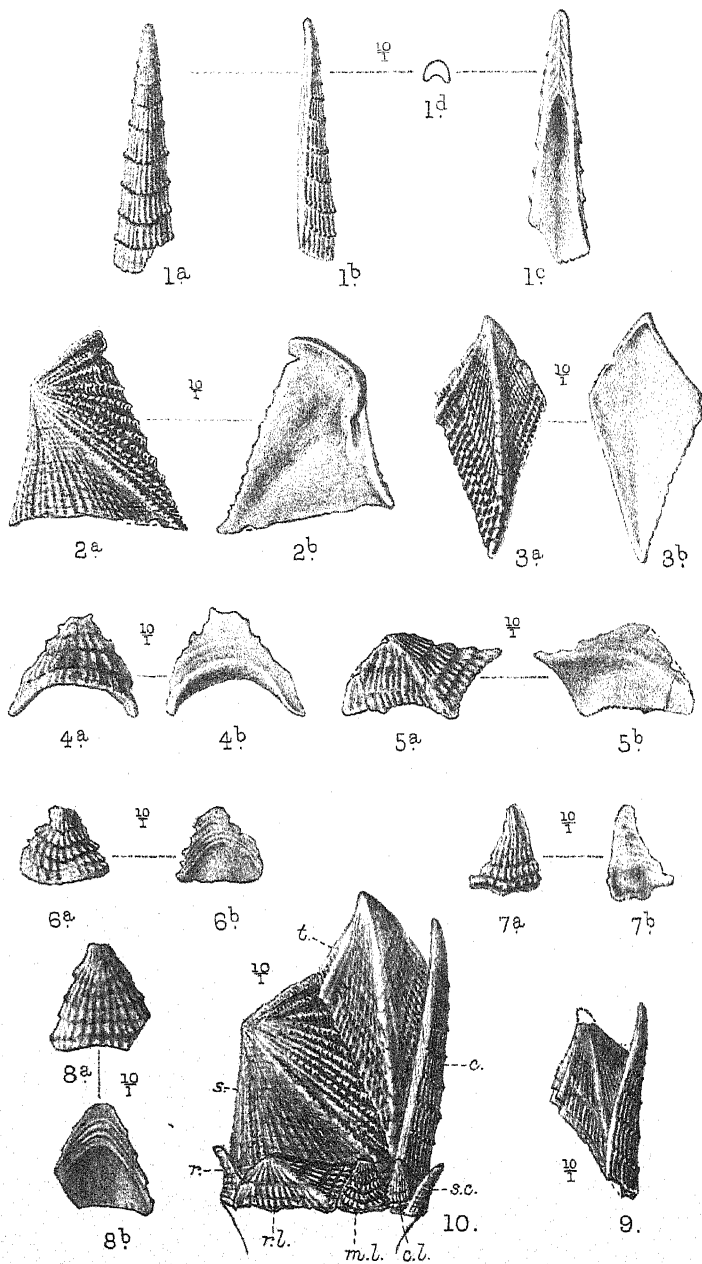 10/1
1ᵈ.
1ᵃ. 1ᵇ. 1ᶜ.
10/1 10/1
2ᵃ. 2ᵇ. 3ᵃ. 3ᵇ.
10/1 10/1
4ᵃ. 4ᵇ. 5ᵃ. 5ᵇ.
10/1 10/1
6ᵃ. 6ᵇ. 7ᵃ. 7ᵇ.
t.
10/1
8ᵃ. 10/1 s. c.
10/1
r. s.c.
8ᵇ. r.l. m.l. c.l. 10. 9.